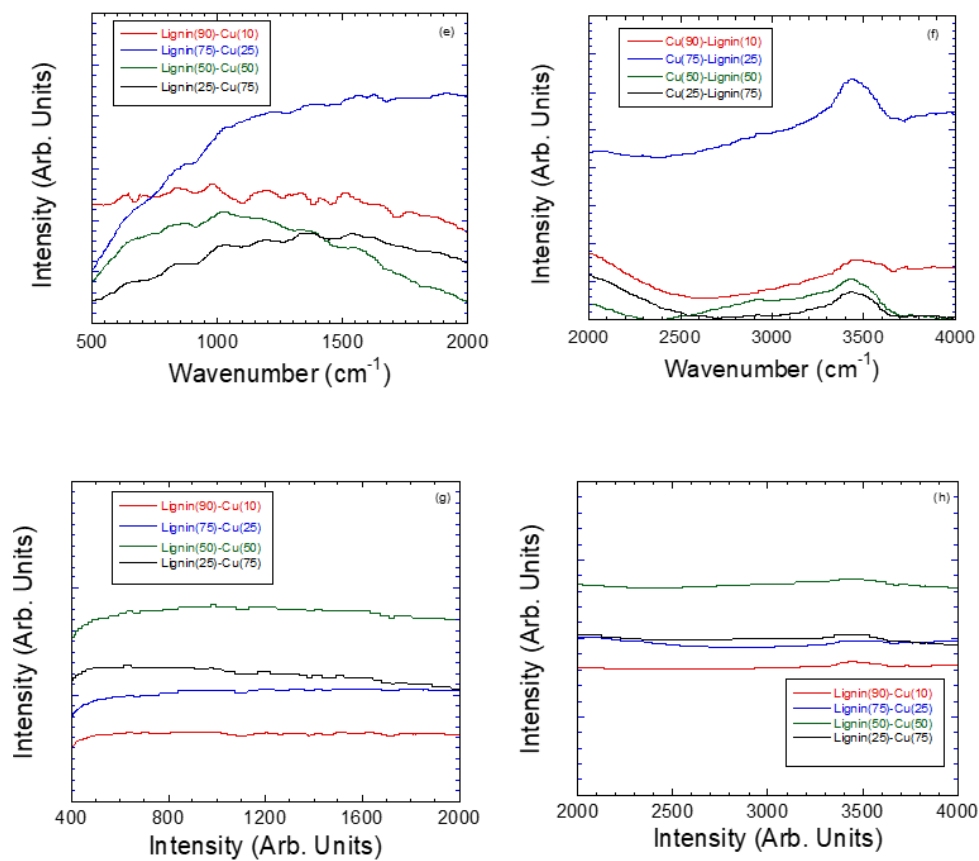 (e)
Lignin(90)-Cu(10)
Lignin(75)-Cu(25)
Lignin(50)-Cu(50)
Lignin(25)-Cu(75)
Intensity (Arb. Units)
500 1000 1500 2000
Wavenumber (cm-1)
(f)
Cu(90)-Lignin(10)
Cu(75)-Lignin(25)
Cu(50)-Lignin(50)
Cu(25)-Lignin(75)
Intensity (Arb. Units)
2000 2500 3000 3500 4000
Wavenumber (cm-1)
(g)
Lignin(90)-Cu(10)
Lignin(75)-Cu(25)
Lignin(50)-Cu(50)
Lignin(25)-Cu(75)
Intensity (Arb. Units)
400 800 1200 1600 2000
Intensity (Arb. Units)
(h)
Intensity (Arb. Units)
Lignin(90)-Cu(10)
Lignin(75)-Cu(25)
Lignin(50)-Cu(50)
Lignin(25)-Cu(75)
2000 2500 3000 3500 4000
Intensity (Arb. Units)